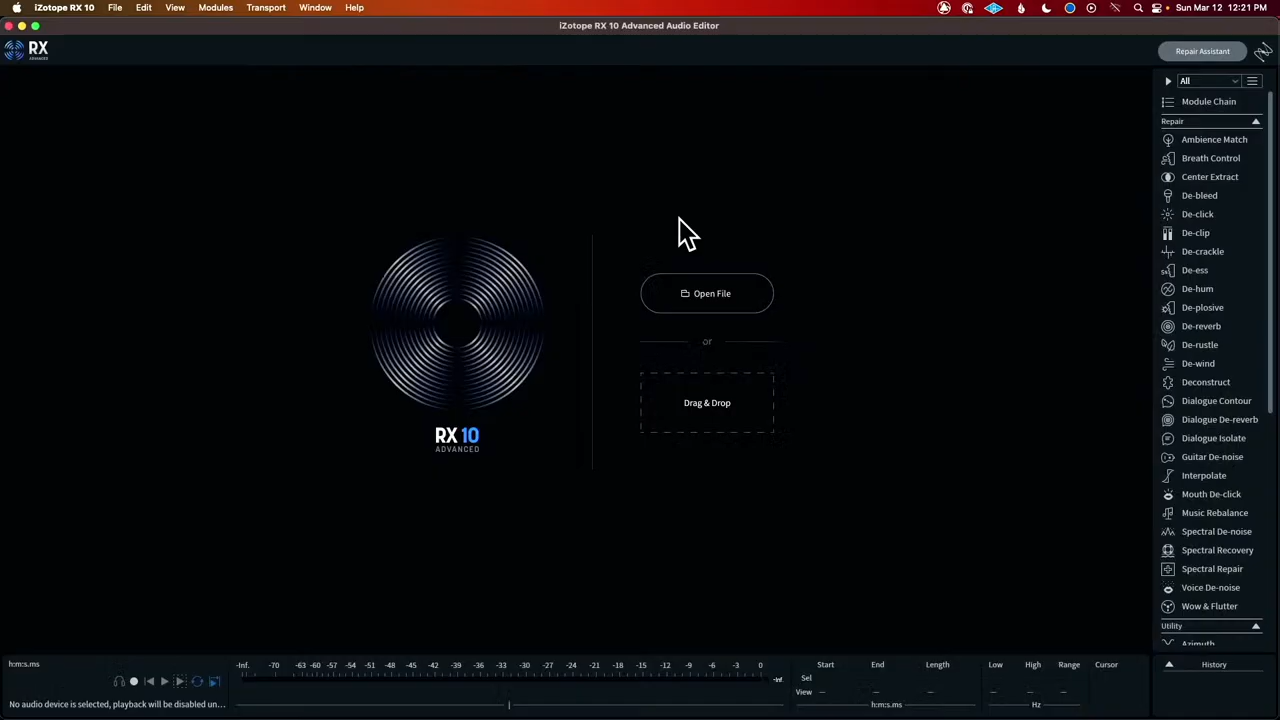 iZotope RX 10 File Edit View Modules Transport Window Help Sun Mar 12 12:21 PM
iZotope RX 10 Advanced Audio Editor
RX
ADVANCED
Repair Assistant
All
Module Chain
Repair
Ambience Match
Breath Control
Center Extract
De-bleed
De-click
De-clip
De-crackle
De-ess
De-hum
De-plosive
De-reverb
De-rustle
De-wind
Deconstruct
Dialogue Contour
Dialogue De-reverb
Dialogue Isolate
Guitar De-noise
Interpolate
Mouth De-click
Music Rebalance
Spectral De-noise
Spectral Recovery
Spectral Repair
Voice De-noise
Wow & Flutter
Utility
Azimuth
Open File
or
Drag & Drop
RX 10
ADVANCED
h:m:s.ms
-Inf. -70 -63 -60 -57 -54 -51 -48 -45 -42 -39 -36 -33 -30 -27 -24 -21 -18 -15 -12 -9 -6 -3 0
-Inf.
Start End Length Low High Range Cursor
Sel
View
h:m:s.ms Hz
History
No audio device is selected, playback will be disabled un...